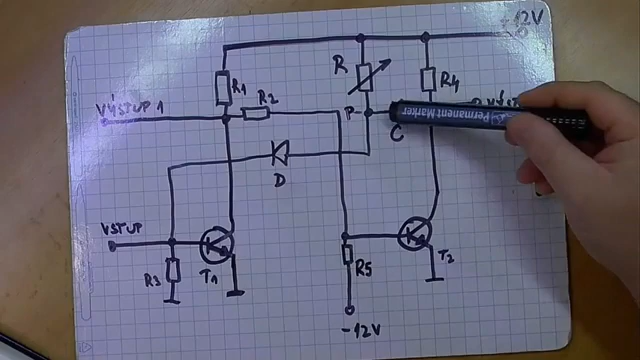 +12V
R
R1
R4
R2
VÝSTUP 1
P
C
Permanent Marker
D
VSTUP
R3
T1
T2
R5
-12V